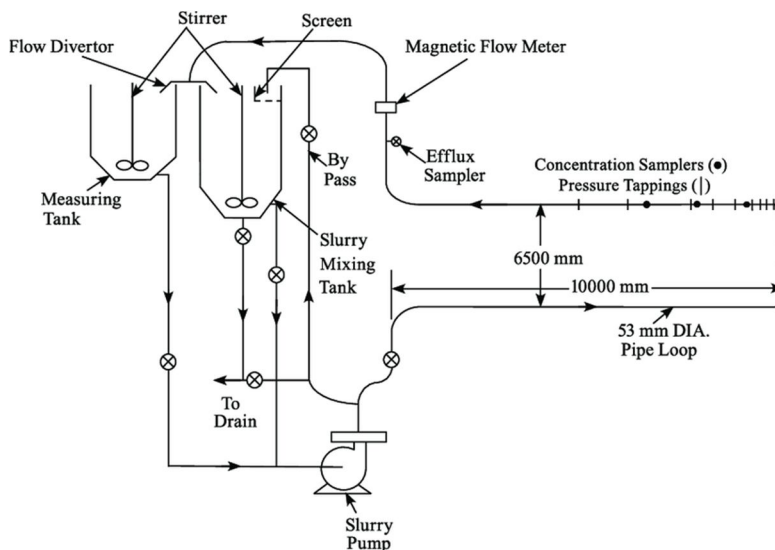 Stirrer
Screen
Flow Divertor
Magnetic Flow Meter
Efflux
Sampler
By
Pass
Concentration Samplers (●)
Pressure Tappings (|)
Measuring
Tank
Slurry
Mixing
Tank
6500 mm
10000 mm
53 mm DIA.
Pipe Loop
To
Drain
Slurry
Pump